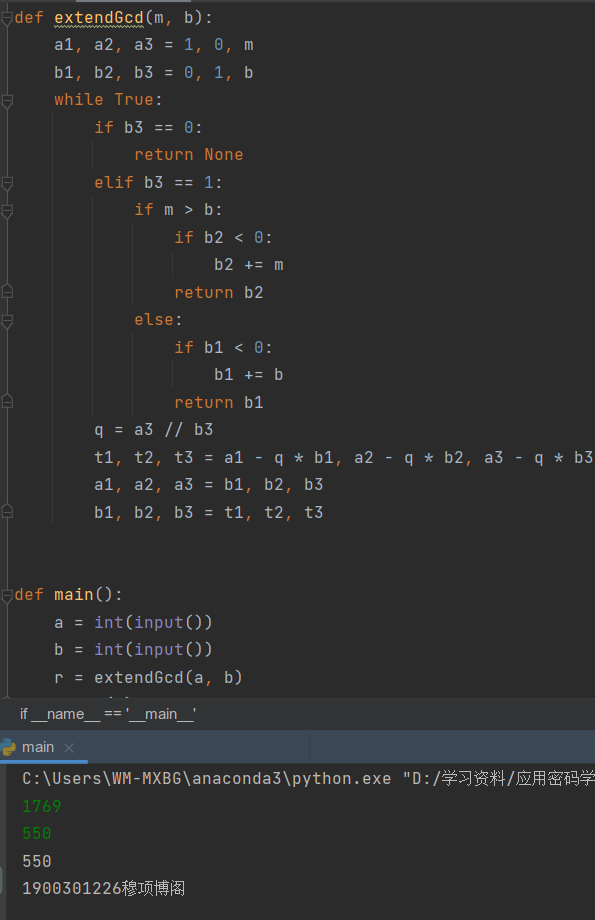 def extendGcd(m, b):
    a1, a2, a3 = 1, 0, m
    b1, b2, b3 = 0, 1, b
    while True:
        if b3 == 0:
            return None
        elif b3 == 1:
            if m > b:
                if b2 < 0:
                    b2 += m
                return b2
            else:
                if b1 < 0:
                    b1 += b
                return b1
        q = a3 // b3
        t1, t2, t3 = a1 - q * b1, a2 - q * b2, a3 - q * b3
        a1, a2, a3 = b1, b2, b3
        b1, b2, b3 = t1, t2, t3
def main():
    a = int(input())
    b = int(input())
    r = extendGcd(a, b)
if __name__ == '__main__'
main
C:\Users\WM-MXBG\anaconda3\python.exe "D:/学习资料/应用密码学
1769
550
550
1900301226穆项博阁